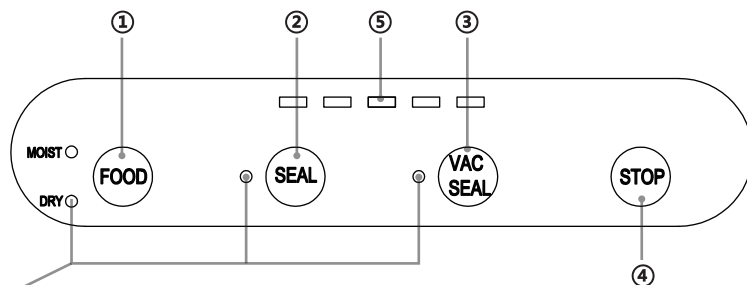 ① ② ⑤ ③
MOIST
FOOD
SEAL
VAC
SEAL
STOP
DRY
④